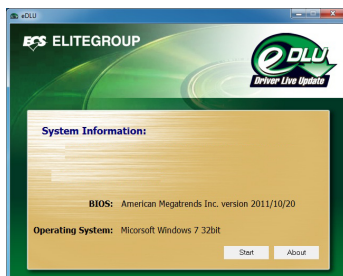 eDLU
ECS ELITEGROUP
eDLU
Driver Live Update
System Information:
BIOS: American Megatrends Inc. version 2011/10/20
Operating System: Micorsoft Windows 7 32bit
Start About